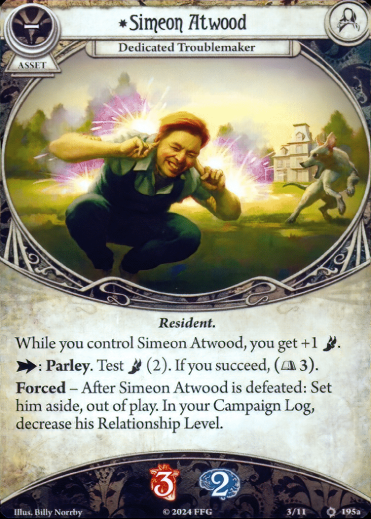 Simeon Atwood
Dedicated Troublemaker
ASSET
Resident.
While you control Simeon Atwood, you get +1 .
: Parley. Test (2). If you succeed, ( 3).
Forced – After Simeon Atwood is defeated: Set
him aside, out of play. In your Campaign Log,
decrease his Relationship Level.
3
2
Illus. Billy Norrby
© 2024 FFG
3/11
195a